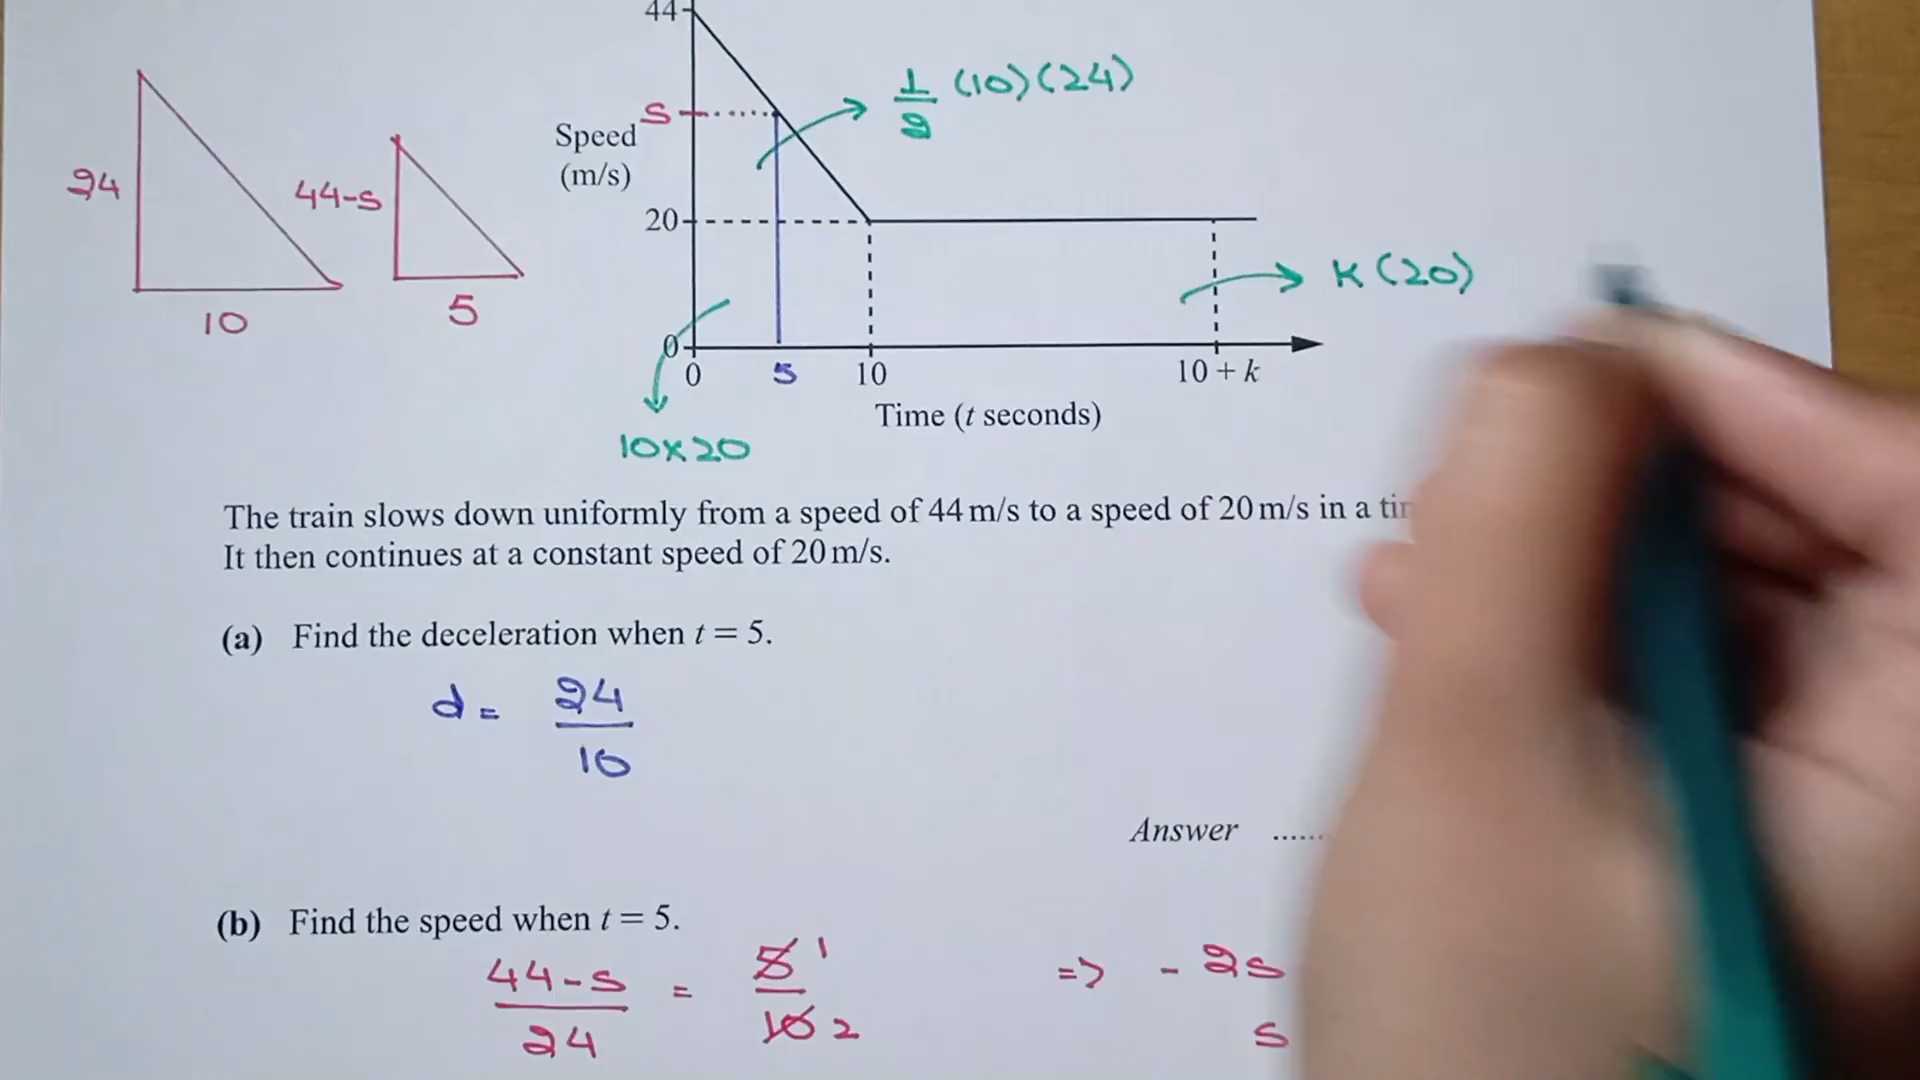 44
1/2 (10)(24)
S
Speed
(m/s)
24
44-s
20
K(20)
10
5
0
0
5
10
10 + k
Time (t seconds)
10x20
The train slows down uniformly from a speed of 44 m/s to a speed of 20 m/s in a
It then continues at a constant speed of 20 m/s.
(a) Find the deceleration when t = 5.
d = 24/10
Answer ......
(b) Find the speed when t = 5.
44-s/24 = 5/10 1 2
=> - 2s
s